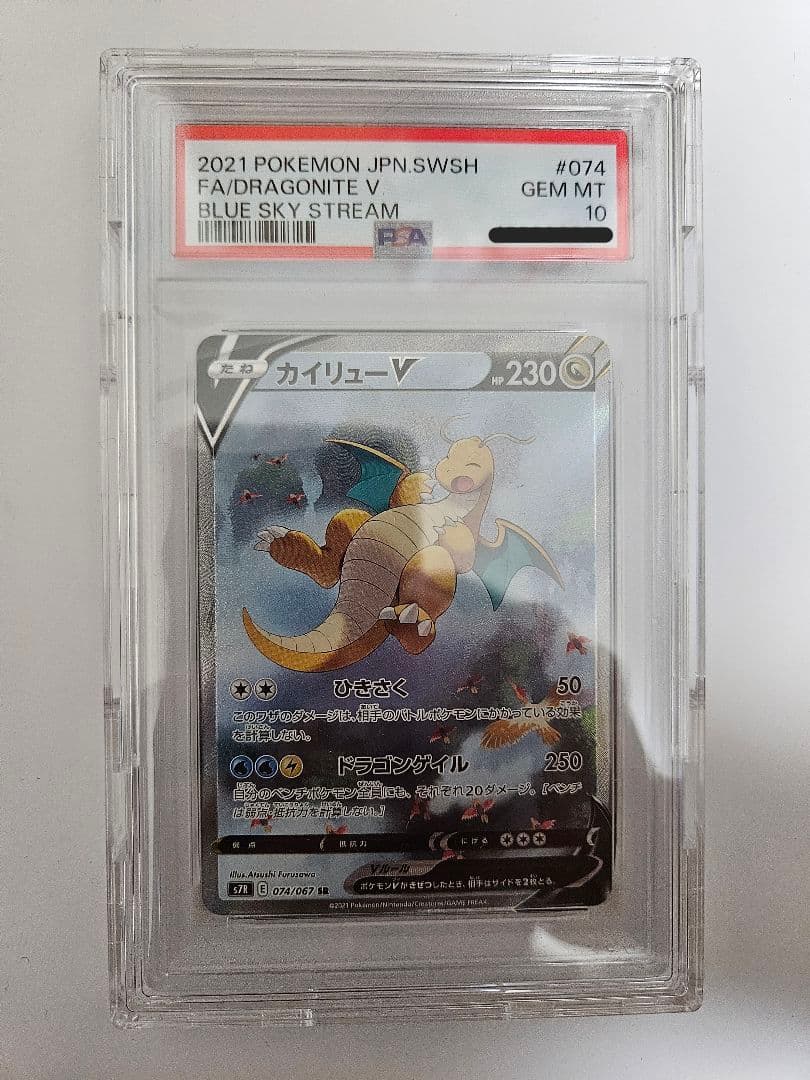 2021 POKEMON JPN.SWSH #074
FA/DRAGONITE V GEM MT
BLUE SKY STREAM 10
PSA
たね カイリューV HP230
ひきさく 50
このワザのダメージは、相手のバトルポケモンにかかっている効果
を計算しない。
ドラゴンゲイル 250
自分のベンチポケモン全員にも、それぞれ20ダメージ。[ベンチ
は弱点・抵抗力を計算しない。]
弱点 抵抗力 にげる
Illus.Atsushi Furusawa
Vルール
ポケモンVがきぜつしたとき、相手はサイドを2枚とる。
s7R E 074/067 SR
©2021 Pokémon/Nintendo/Creatures/GAME FREAK.